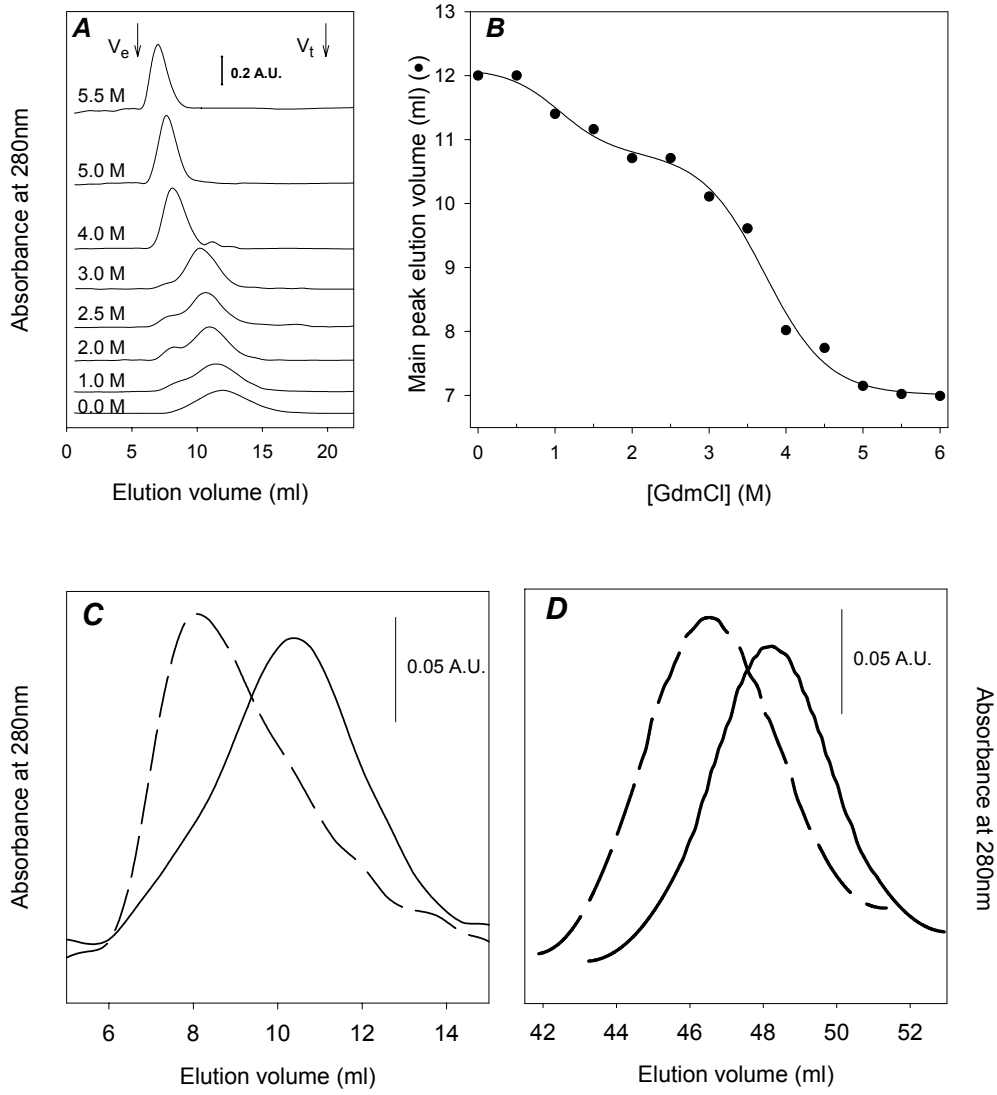 A
Ve
Vt
0.2 A.U.
5.5 M
5.0 M
4.0 M
3.0 M
2.5 M
2.0 M
1.0 M
0.0 M
Absorbance at 280nm
0 5 10 15 20
Elution volume (ml)
B
Main peak elution volume (ml) (•)
13
12
11
10
9
8
7
0 1 2 3 4 5 6
[GdmCl] (M)
C
0.05 A.U.
Absorbance at 280nm
6 8 10 12 14
Elution volume (ml)
D
0.05 A.U.
Absorbance at 280nm
42 44 46 48 50 52
Elution volume (ml)